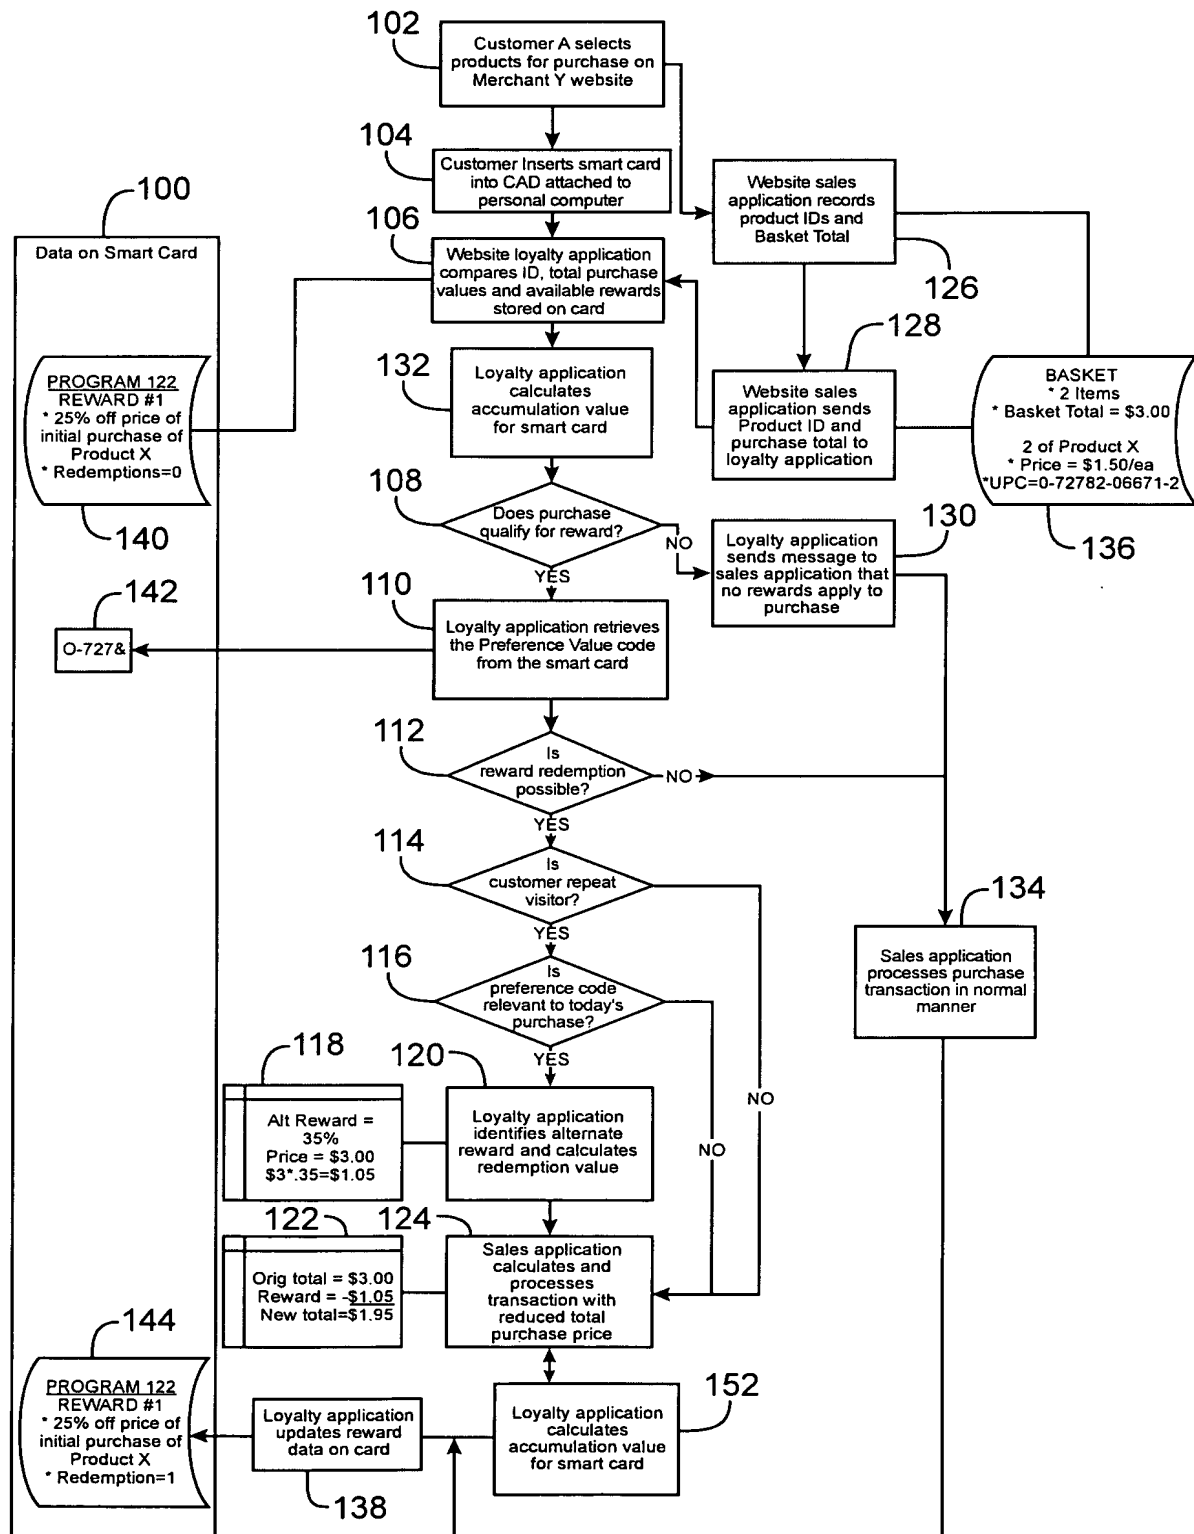 102
Customer A selects
products for purchase on
Merchant Y website
104
Customer Inserts smart card
into CAD attached to
personal computer
Website sales
application records
product IDs and
Basket Total
126
100
Data on Smart Card
106
Website loyalty application
compares ID, total purchase
values and available rewards
stored on card
128
PROGRAM 122
REWARD #1
* 25% off price of
initial purchase of
Product X
* Redemptions=0
140
132
Loyalty application
calculates
accumulation value
for smart card
Website sales
application sends
Product ID and
purchase total to
loyalty application
BASKET
* 2 Items
* Basket Total = $3.00
2 of Product X
* Price = $1.50/ea
*UPC=0-72782-06671-2
136
108
Does purchase
qualify for reward?
NO
YES
130
Loyalty application
sends message to
sales application that
no rewards apply to
purchase
142
O-727&
110
Loyalty application retrieves
the Preference Value code
from the smart card
112
Is
reward redemption
possible?
NO
YES
114
Is
customer repeat
visitor?
YES
134
Sales application
processes purchase
transaction in normal
manner
116
Is
preference code
relevant to today's
purchase?
YES
NO
NO
118
Alt Reward =
35%
Price = $3.00
$3*.35=$1.05
120
Loyalty application
identifies alternate
reward and calculates
redemption value
122
Orig total = $3.00
Reward = -$1.05
New total=$1.95
124
Sales application
calculates and
processes
transaction with
reduced total
purchase price
144
PROGRAM 122
REWARD #1
* 25% off price of
initial purchase of
Product X
* Redemption=1
Loyalty application
updates reward
data on card
138
152
Loyalty application
calculates
accumulation value
for smart card